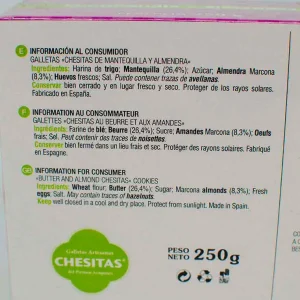 E INFORMACIÓN AL CONSUMIDOR
GALLETAS «CHESITAS DE MANTEQUILLA Y ALMENDRA»
Ingredientes: Harina de trigo; Mantequilla (26,4%); Azúcar; Almendra Marcona
(8,3%); Huevos frescos; Sal. Puede contener trazas de avellanas.
Conservar bien cerrado y en lugar fresco y seco. Proteger de los rayos solares.
Fabricado en España.
F INFORMATION AU CONSOMMATEUR
GALETTES «CHESITAS AU BEURRE ET AUX AMANDES»
Ingrédients: Farine de blé; Beurre (26,4%); Sucre; Amandes Marcona (8,3%); Oeufs
frais; Sal. Peut contenir des traces de noisettes.
Conservez bien fermé dans un lieu frais et sec. Protéger des rayons solaires. Fabriqué
en Espagne.
GB INFORMATION FOR CONSUMER
«BUTTER AND ALMOND CHESITAS» COOKIES
Ingredients: Wheat flour; Butter (26,4%); Sugar; Marcona almonds (8,3%); Fresh
eggs; Salt. May contain traces of hazelnuts.
Keep well closed in a cool and dry place. Protect from sunlight. Made in Spain.
Galletas Artesanas
CHESITAS
PESO
NETO 250g